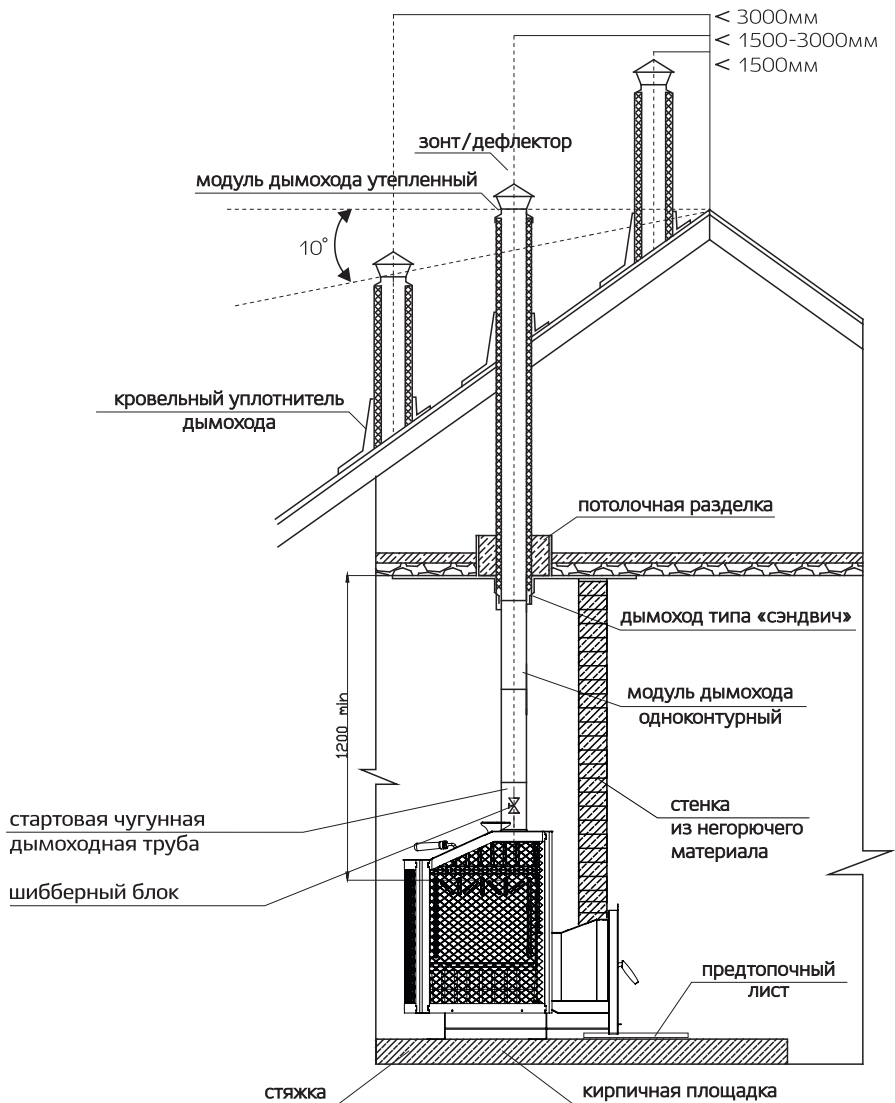 < 3000мм
< 1500-3000мм
< 1500мм
зонт/дефлектор
модуль дымохода утепленный
10°
кровельный уплотнитель
дымохода
потолочная разделка
дымоход типа «сэндвич»
модуль дымохода
одноконтурный
1200 min
стартовая чугунная
дымоходная труба
стенка
из негорючего
материала
шибберный блок
предтопочный
лист
стяжка
кирпичная площадка